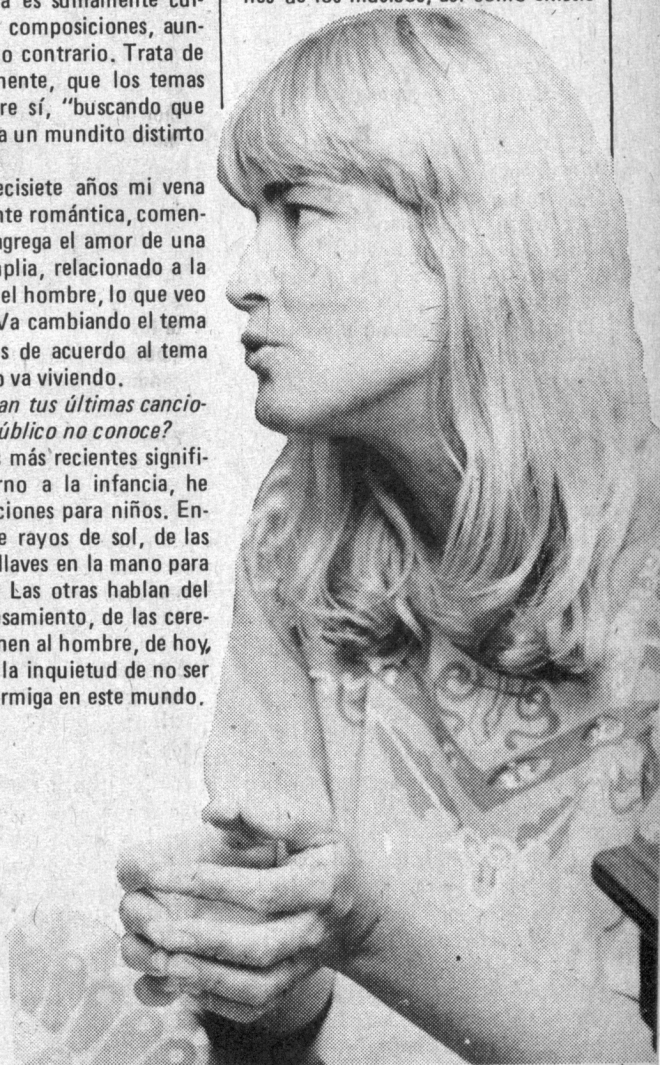 a es sumamente cui-
composiciones, aun-
o contrario. Trata de
mente, que los temas
re sí, "buscando que
a un mundito distinto
ecisiete años mi vena
nte romántica, comen-
agrega el amor de una
plia, relacionado a la
el hombre, lo que veo
Va cambiando el tema
s de acuerdo al tema
o va viviendo.
an tus últimas cancio-
úblico no conoce?
s más recientes signifi-
rno a la infancia, he
ciones para niños. En-
e rayos de sol, de las
llaves en la mano para
Las otras hablan del
samiento, de las cere-
nen al hombre, de hoy,
la inquietud de no ser
ormiga en este mundo.